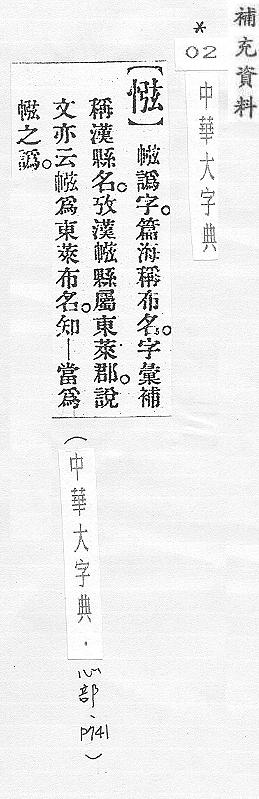 補充資料
*
02
中華大字典
【惤】 㡉譌字。篇海稱布名。字彙補
稱漢縣名。攷漢㡉縣屬東萊郡。說
文亦云㡉爲東萊布名。知—當爲
㡉之譌。
(中華大字典.心部、P741)